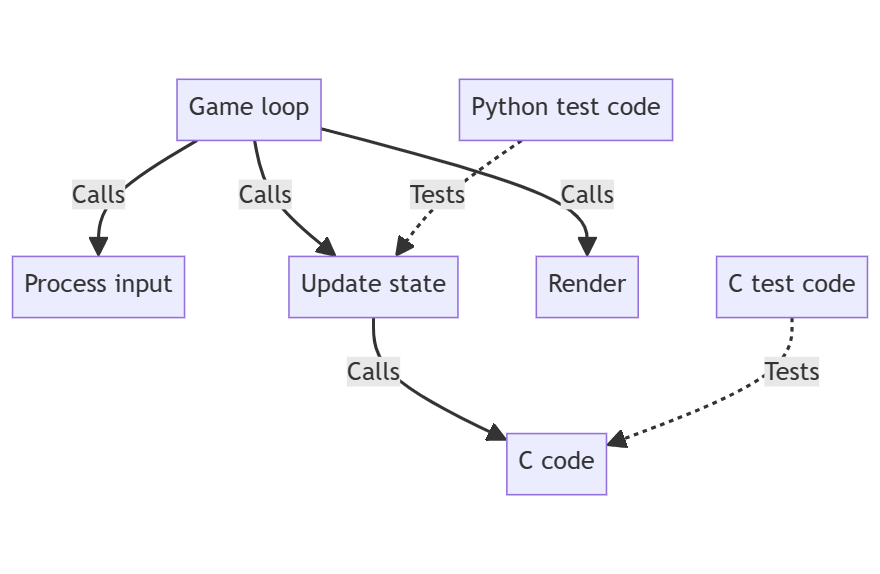 Game loop
Python test code
Calls
Calls
Tests
Calls
Process input
Update state
Render
C test code
Calls
Tests
C code